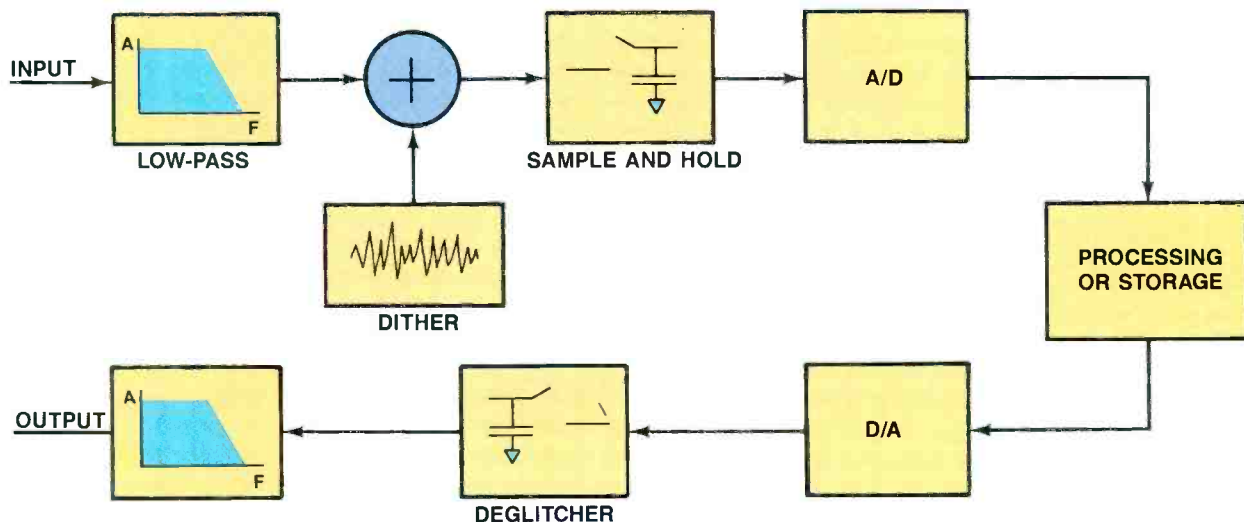 INPUT
A
F
LOW-PASS
+
DITHER
SAMPLE AND HOLD
A/D
PROCESSING
OR STORAGE
D/A
DEGLITCHER
A
F
OUTPUT